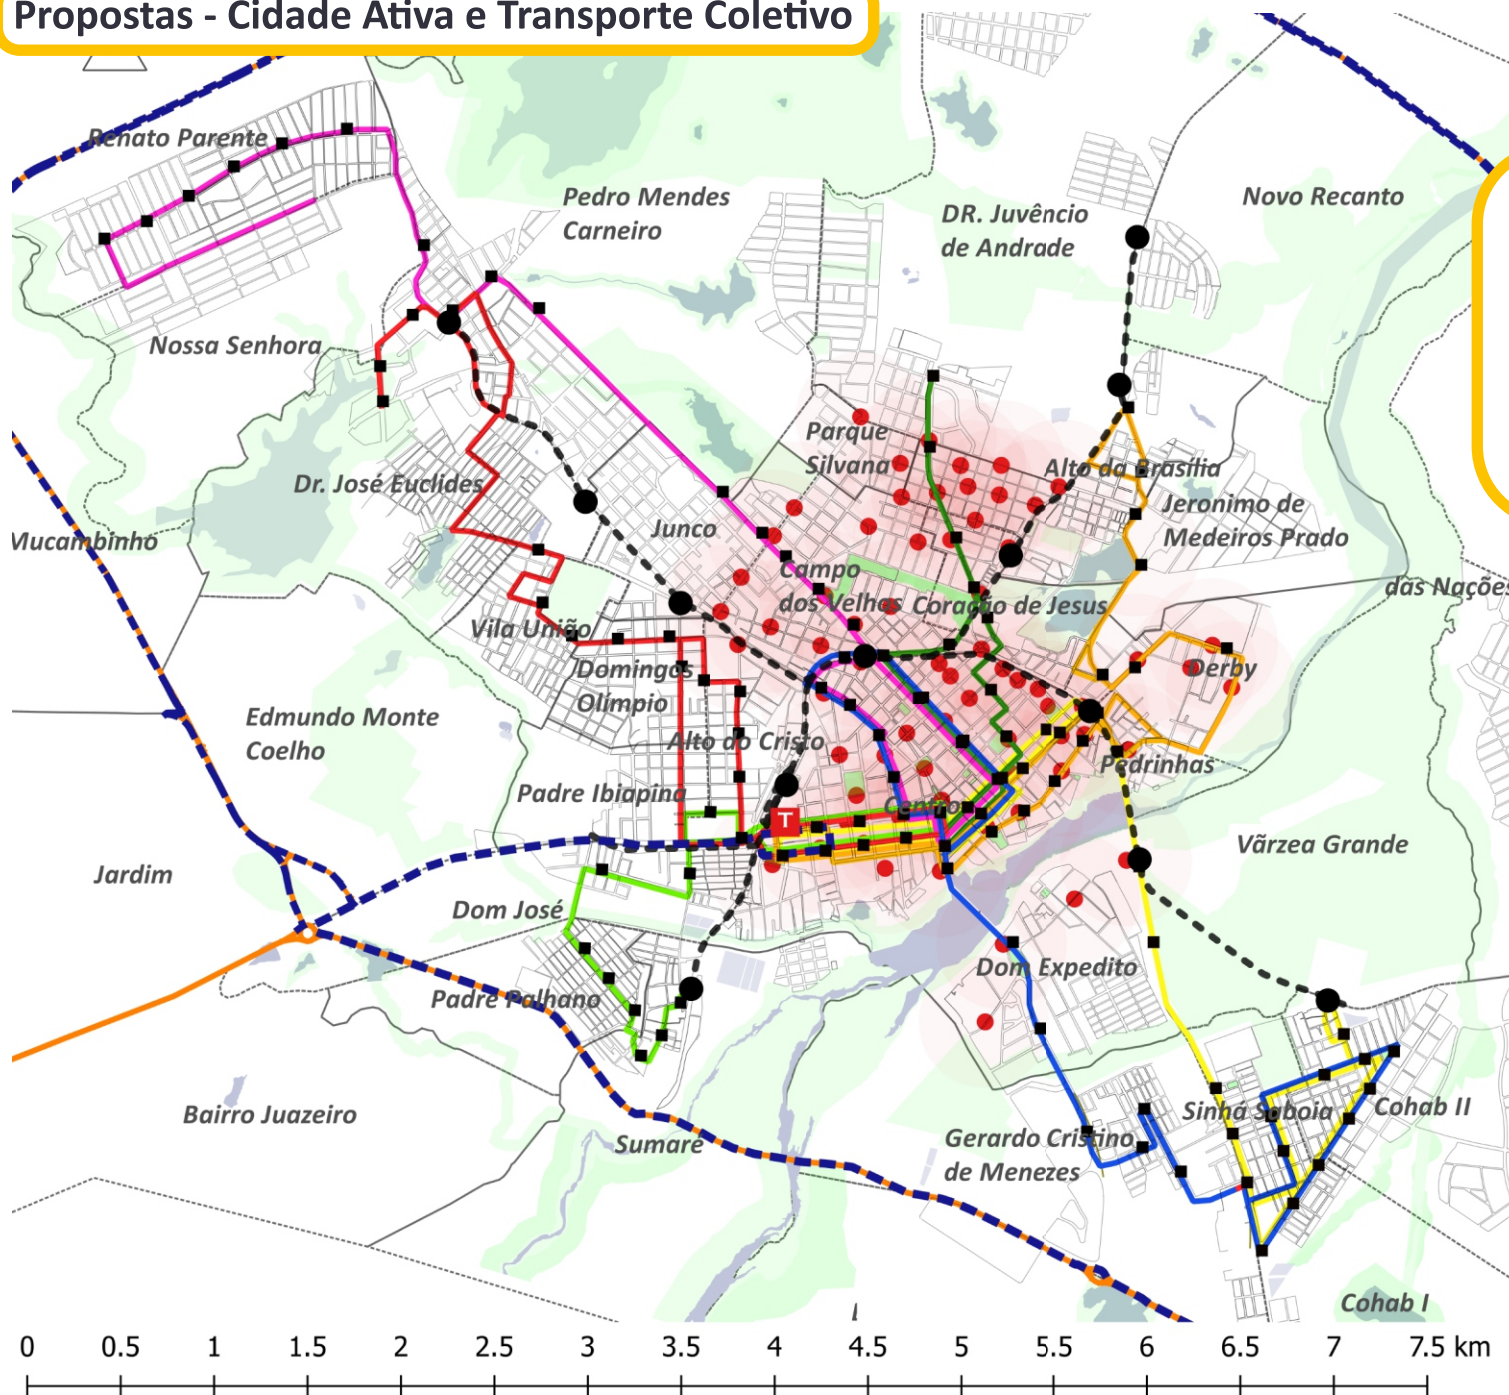 Propostas - Cidade Ativa e Transporte Coletivo
Renato Parente
Pedro Mendes
Carneiro
DR. Juvêncio
de Andrade
Novo Recanto
Nossa Senhora
Parque
Silvana
Alto da Brasília
Dr. José Euclides
Jeronimo de
Medeiros Prado
Junco
Mucambinho
Campo
dos Velhos
Coração de Jesus
das Naçõe
Vila União
Domingos
Olímpio
Derby
Edmundo Monte
Coelho
Alto do Cristo
Pedrinhas
Padre Ibiapina
Centro
T
Vãrzea Grande
Jardim
Dom José
Dom Expedito
Padre Palhano
Bairro Juazeiro
Sinhá Saboia
Cohab II
Sumaré
Gerardo Cristino
de Menezes
Cohab I
0 0.5 1 1.5 2 2.5 3 3.5 4 4.5 5 5.5 6 6.5 7 7.5 km